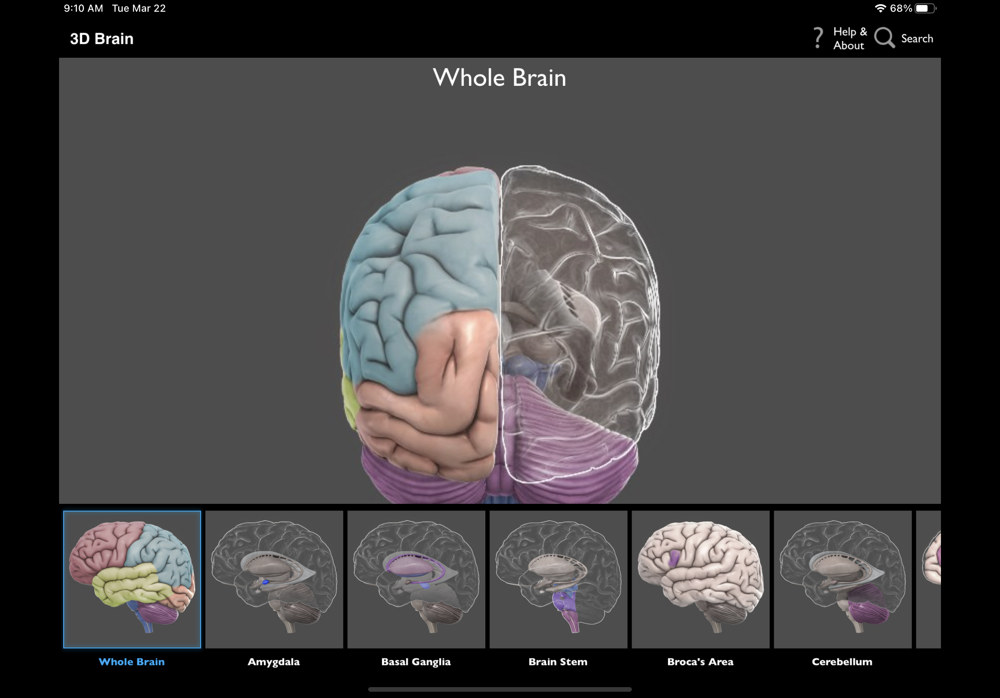 9:10 AM Tue Mar 22
68%
3D Brain
? Help &
About
Search
Whole Brain
Whole Brain
Amygdala
Basal Ganglia
Brain Stem
Broca's Area
Cerebellum